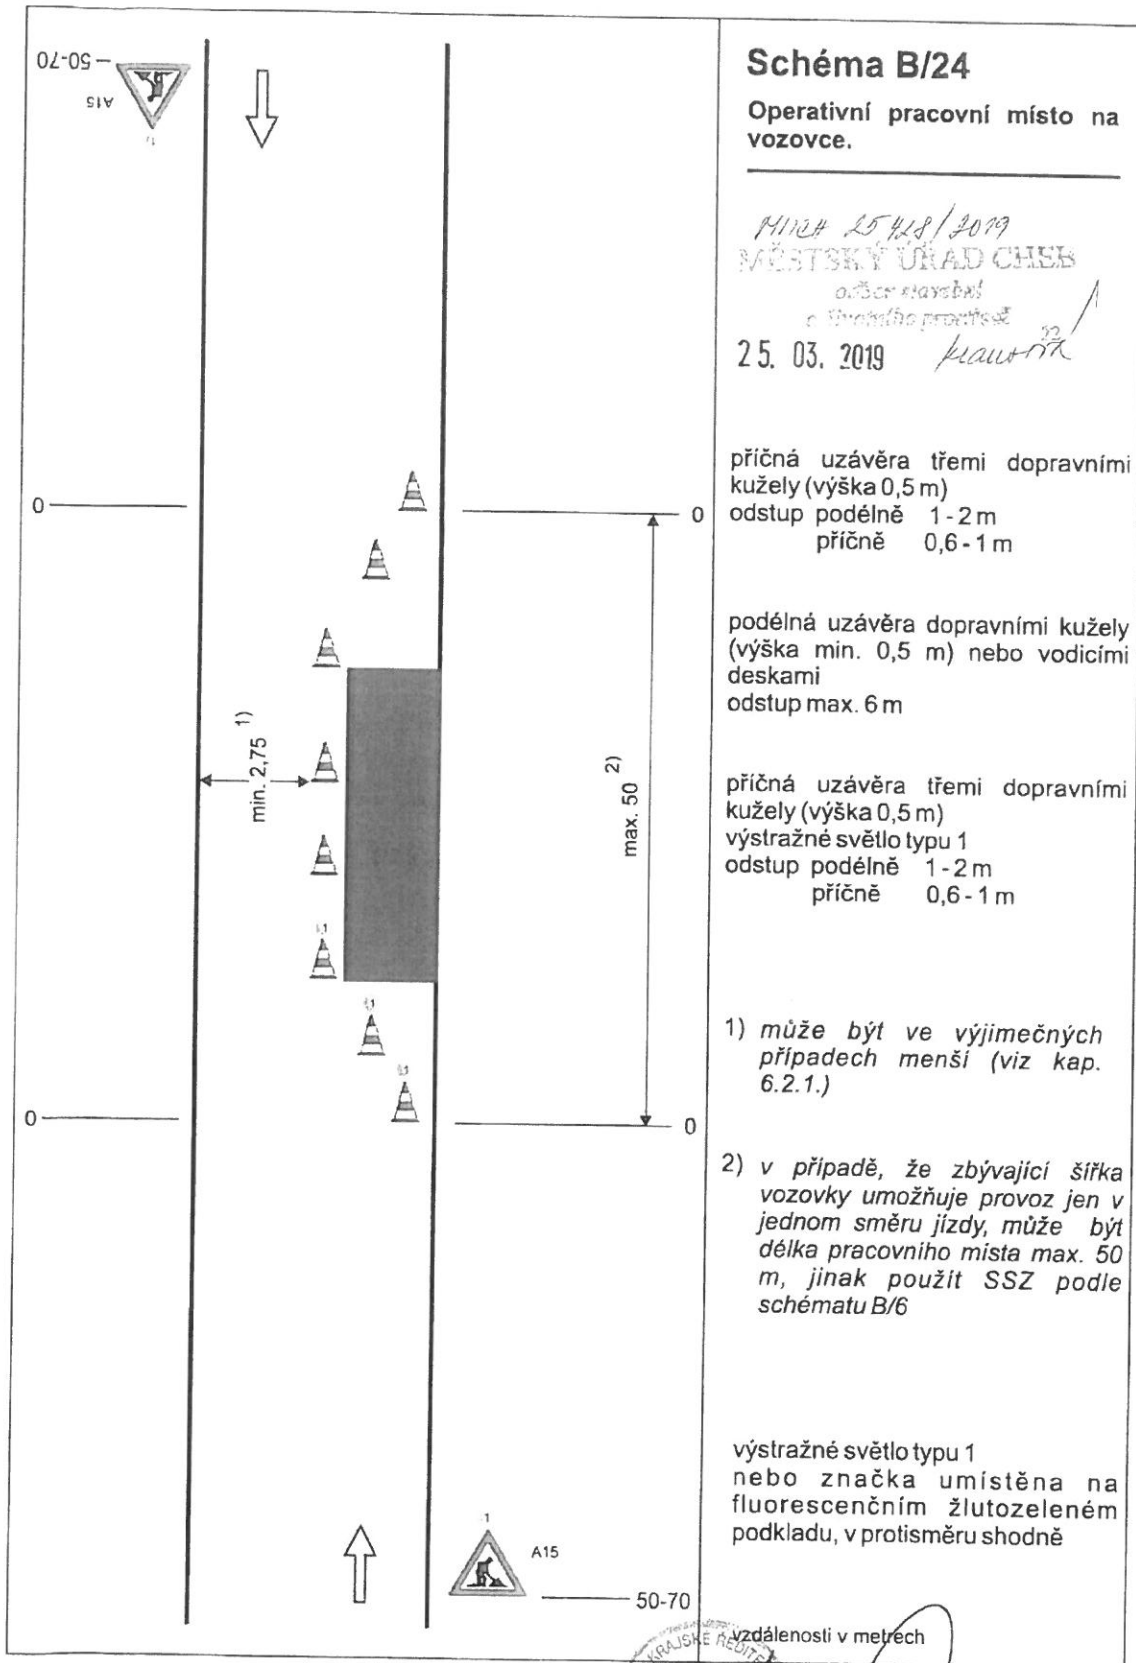 Schéma B/24
Operativní pracovní místo na
vozovce.
25428/2019
MĚSTSKÝ ÚŘAD CHEB
odbor stavební
a životního prostředí
25. 03. 2019
50-70
A15
příčná uzávěra třemi dopravními
kužely (výška 0,5 m)
odstup podélně 1-2 m
příčně 0,6-1 m
0
0
podélná uzávěra dopravními kužely
(výška min. 0,5 m) nebo vodicími
deskami
odstup max. 6 m
min. 2,75 1)
max. 50 2)
příčná uzávěra třemi dopravními
kužely (výška 0,5 m)
výstražné světlo typu 1
odstup podélně 1-2 m
příčně 0,6-1 m
0
0
1) může být ve výjimečných
případech menší (viz kap.
6.2.1.)
2) v případě, že zbývající šířka
vozovky umožňuje provoz jen v
jednom směru jízdy, může být
délka pracovního místa max. 50
m, jinak použít SSZ podle
schématu B/6
výstražné světlo typu 1
nebo značka umístěna na
fluorescenčním žlutozeleném
podkladu, v protisměru shodně
1
A15
50-70
vzdálenosti v metrech
KRAJSKÉ